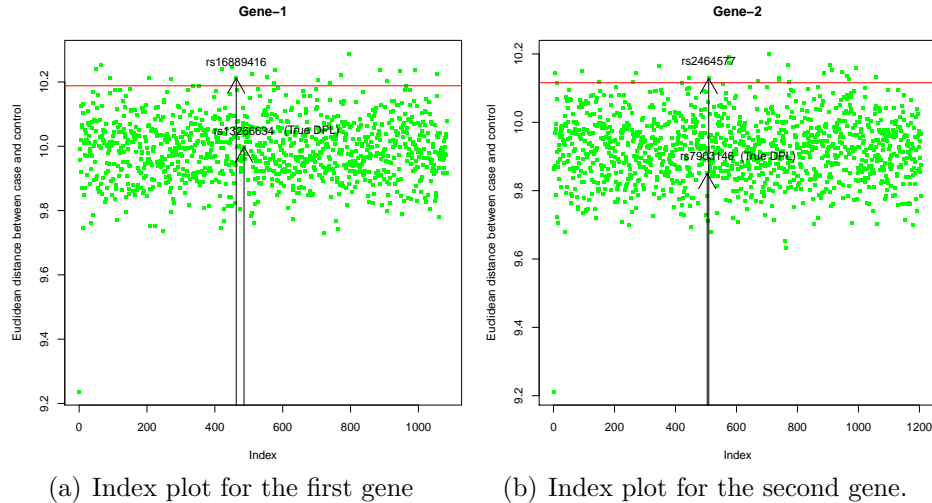 Gene−1
Euclidean distance between case and control
10.2
10.0
9.8
9.6
9.4
9.2
rs16889416
rs13266634 (True DPL)
0 200 400 600 800 1000
Index
(a) Index plot for the first gene
Gene−2
Euclidean distance between case and control
10.2
10.0
9.8
9.6
9.4
9.2
rs2464577
rs7903146 (True DPL)
0 200 400 600 800 1000 1200
Index
(b) Index plot for the second gene.